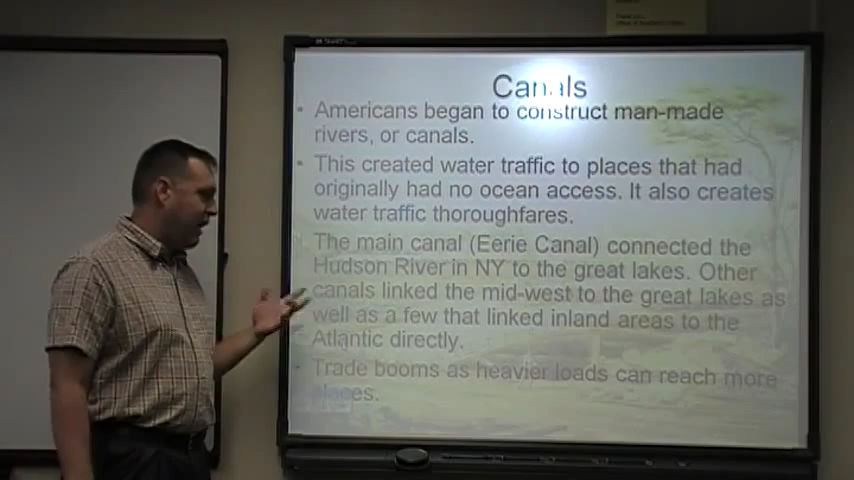 Canals
• Americans began to construct man-made
rivers, or canals.
• This created water traffic to places that had
originally had no ocean access. It also creates
water traffic thoroughfares.
The main canal (Eerie Canal) connected the
Hudson River in NY to the great lakes. Other
canals linked the mid-west to the great lakes as
well as a few that linked inland areas to the
Atlantic directly.
• Trade booms as heavier loads can reach more
places.